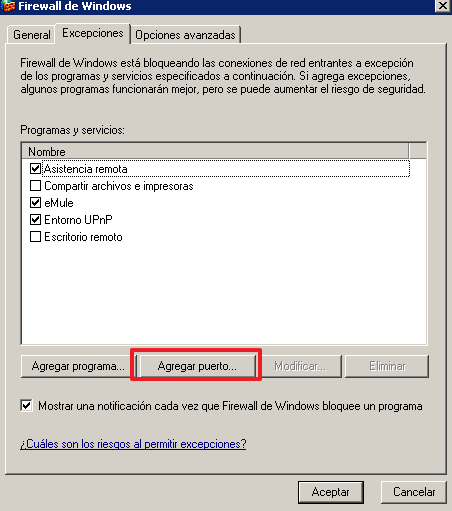 Firewall de Windows
General
Excepciones
Opciones avanzadas
Firewall de Windows está bloqueando las conexiones de red entrantes a excepción
de los programas y servicios especificados a continuación. Si agrega excepciones,
algunos programas funcionarán mejor, pero se puede aumentar el riesgo de seguridad.
Programas y servicios:
Nombre
Asistencia remota
Compartir archivos e impresoras
eMule
Entorno UPnP
Escritorio remoto
Agregar programa...
Agregar puerto...
Modificar...
Eliminar
Mostrar una notificación cada vez que Firewall de Windows bloquee un programa
¿Cuáles son los riesgos al permitir excepciones?
Aceptar
Cancelar